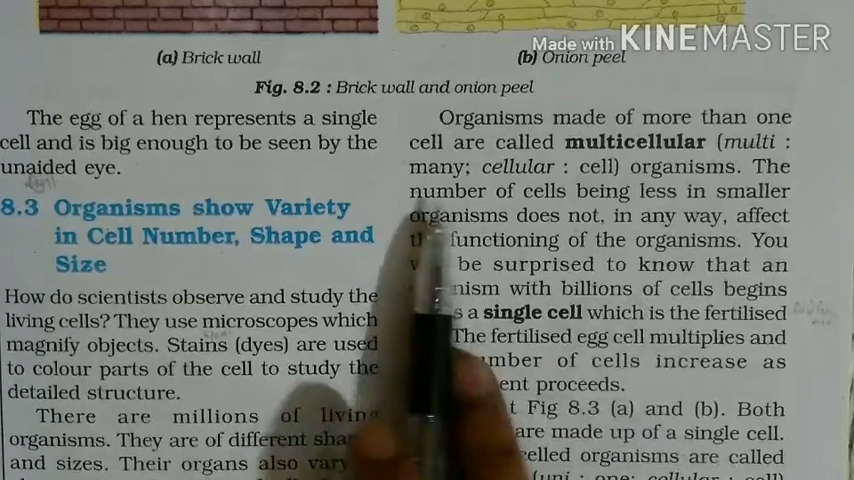 Made with KINEMASTER
(a) Brick wall
(b) Onion peel
Fig. 8.2 : Brick wall and onion peel
The egg of a hen represents a single
cell and is big enough to be seen by the
unaided eye.
8.3 Organisms show Variety
in Cell Number, Shape and
Size
How do scientists observe and study the
living cells? They use microscopes which
magnify objects. Stains (dyes) are used
to colour parts of the cell to study the
detailed structure.
There are millions of living
organisms. They are of different
and sizes. Their organs also
Organisms made of more than one
cell are called multicellular (multi :
many; cellular : cell) organisms. The
number of cells being less in smaller
organisms does not, in any way, affect
functioning of the organisms. You
be surprised to know that an
with billions of cells begins
a single cell which is the fertilised
The fertilised egg cell multiplies and
of cells increase as
proceeds.
Fig 8.3 (a) and (b). Both
are made up of a single cell.
organisms are called
(uni : one; cellular : cell)